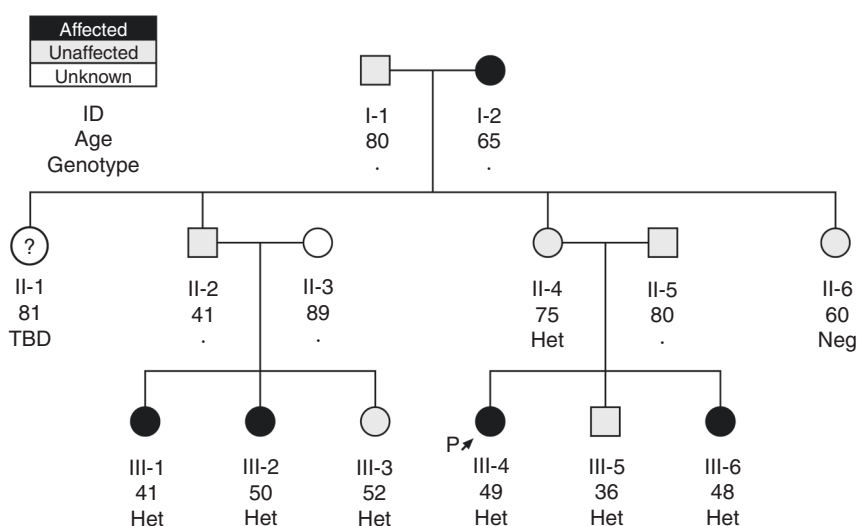 Affected
Unaffected
Unknown
ID
Age
Genotype
I-1 I-2
80 65
. .
?
II-1 II-2 II-3 II-4 II-5 II-6
81 41 89 75 80 60
TBD . . Het . Neg
P
III-1 III-2 III-3 III-4 III-5 III-6
41 50 52 49 36 48
Het Het Het Het Het Het